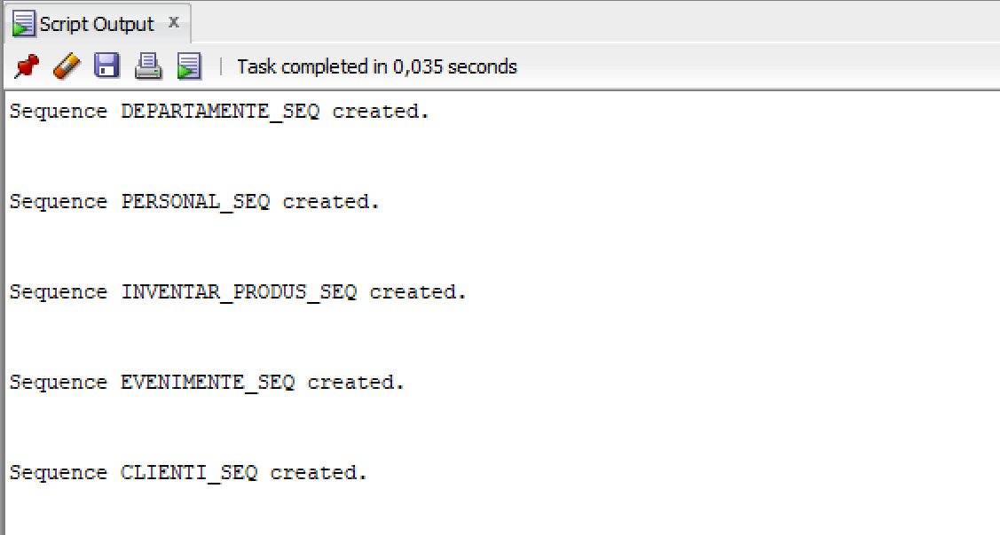 Script Output x
Task completed in 0,035 seconds
Sequence DEPARTAMENTE_SEQ created.
Sequence PERSONAL_SEQ created.
Sequence INVENTAR_PRODUS_SEQ created.
Sequence EVENIMENTE_SEQ created.
Sequence CLIENTI_SEQ created.